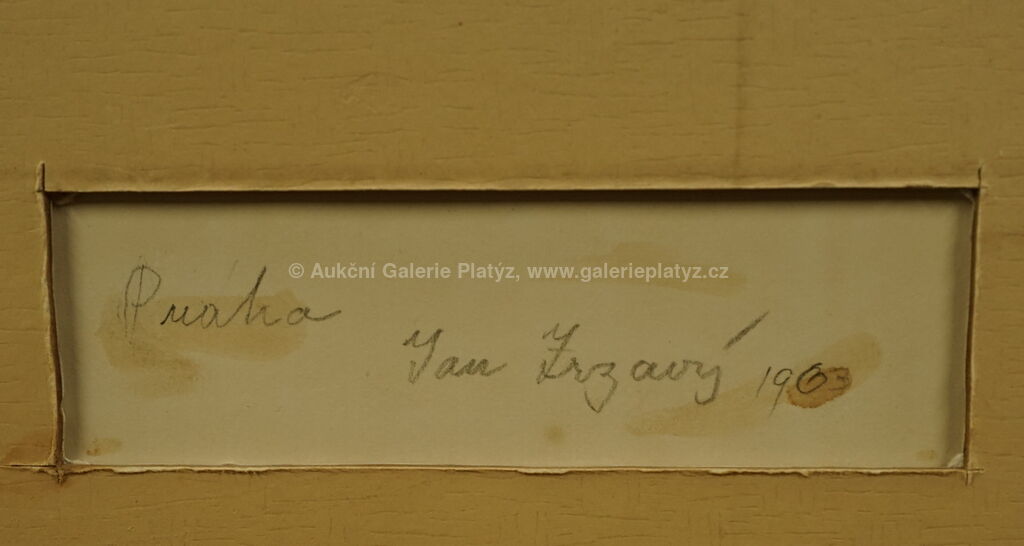 © Aukční Galerie Platýz, www.galerieplatyz.cz
Praha
Jan Zrzavý 1963